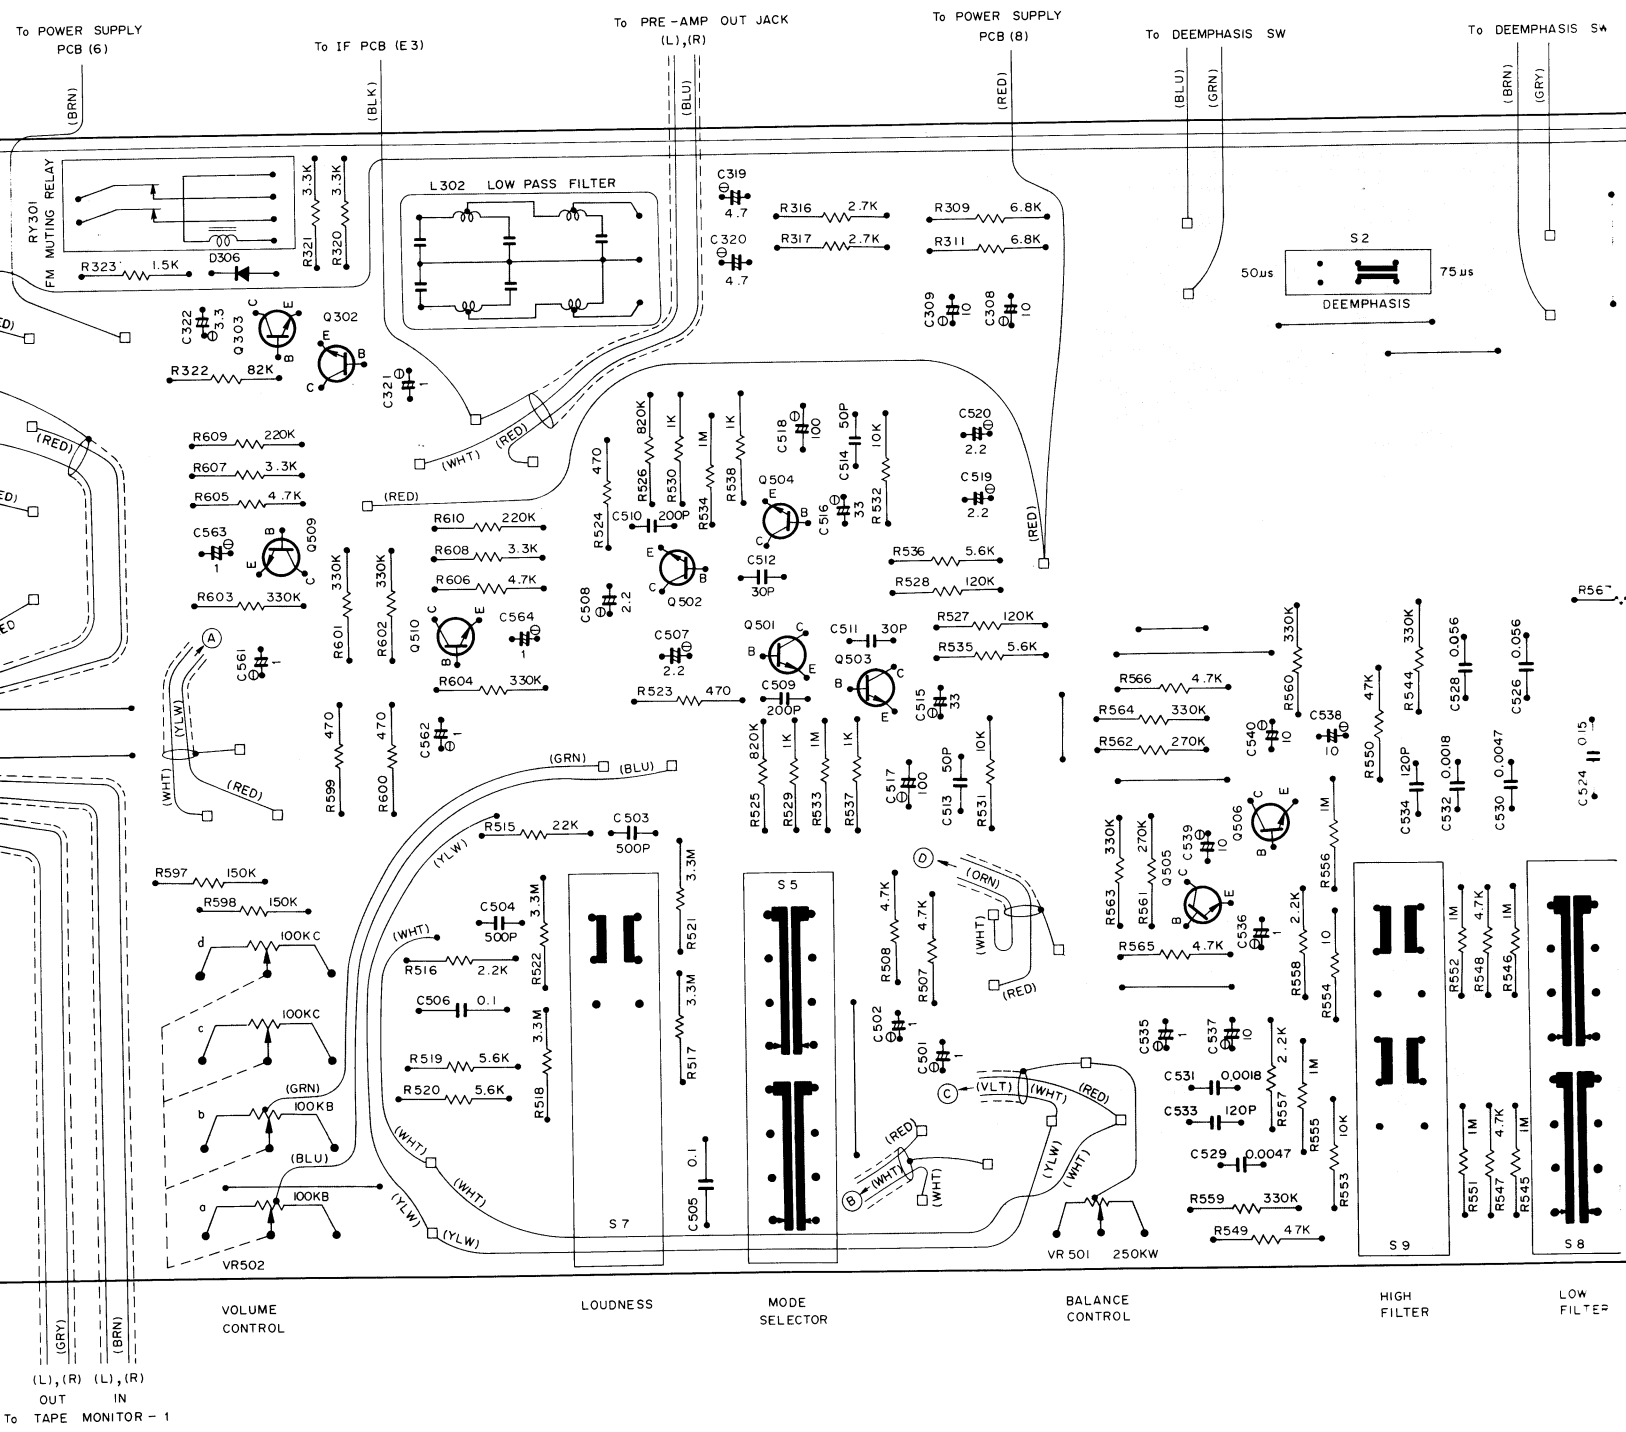 To POWER SUPPLY
PCB (6)
To IF PCB (E3)
To PRE-AMP OUT JACK
(L),(R)
To POWER SUPPLY
PCB (8)
To DEEMPHASIS SW
To DEEMPHASIS SW
(BRN)
(BLK)
(BLU)
(RED)
(BLU)
(GRN)
(BRN)
(GRY)
RY301
FM MUTING RELAY
R321 3.3K
R320 3.3K
R323 1.5K
D306
L302 LOW PASS FILTER
C319
4.7
C320
4.7
R316 2.7K
R317 2.7K
R309 6.8K
R311 6.8K
C309 10
C308 10
S2
50µs
75µs
DEEMPHASIS
C322 3.3
Q303
C
E
B
Q302
E
B
C
R322 82K
C321 1
(RED)
(WHT)
(RED)
(RED)
(RED)
R609 220K
R607 3.3K
R605 4.7K
C563
1
Q509
B
E
C
R603 330K
R601 330K
R602 330K
R610 220K
R608 3.3K
R606 4.7K
Q510
C
E
B
C564
1
R604 330K
R524 470
R526 820K
R530 1K
R534 1M
R538 1K
C510 200P
C518 100
C514 50P
R532 10K
Q504
E
B
C
C516 33
C520
2.2
C519
2.2
E
B
C
Q502
C512
30P
C508 2.2
R536 5.6K
R528 120K
R527 120K
R535 5.6K
C507
2.2
Q501
C
B
E
C511 30P
Q503
C
B
E
R523 470
C509
200P
C515 33
A
C561 1
(YLW)
(WHT)
(RED)
R599 470
R600 470
C562 1
(GRN)
(BLU)
(YLW)
R525 820K
R529 1K
R533 1M
R537 1K
C517 100
C513 50P
R531 10K
R566 4.7K
R564 330K
R562 270K
R560 330K
C540 10
C538
10
R550 47K
R544 330K
C528 0.056
C526 0.056
C534 120P
C532 0.0018
C530 0.0047
C524 .015
R515 22K
C503
500P
R521 3.3M
R597 150K
R598 150K
d 100KC
c 100KC
b 100KB
a 100KB
VR502
(GRN)
(BLU)
(WHT)
C504
500P
R522 3.3M
R516 2.2K
C506 0.1
R518 3.3M
R519 5.6K
R520 5.6K
R517 3.3M
C505 0.1
(WHT)
(WHT)
(YLW)
(YLW)
S7
S5
D
(ORN)
(WHT)
(RED)
R508 4.7K
R507 4.7K
C502 1
C501 1
C
(VLT)
(WHT)
(RED)
(YLW)
(WHT)
(RED)
B
(WHT)
(WHT)
VR501 250KW
R563 330K
R561 270K
Q505
C
B
E
C539 10
Q506
C
E
B
R556 1M
R565 4.7K
C536 1
R558 2.2K
R554 10
C535 1
C537 10
R557 2.2K
R555 1M
C531 0.0018
C533 120P
C529 0.0047
R553 10K
R559 330K
R549 47K
S9
R552 1M
R548 4.7K
R546 1M
R551 1M
R547 4.7K
R545 1M
S8
VOLUME
CONTROL
LOUDNESS
MODE
SELECTOR
BALANCE
CONTROL
HIGH
FILTER
LOW
FILTER
(GRY)
(BRN)
(L),(R) (L),(R)
OUT IN
To TAPE MONITOR-1